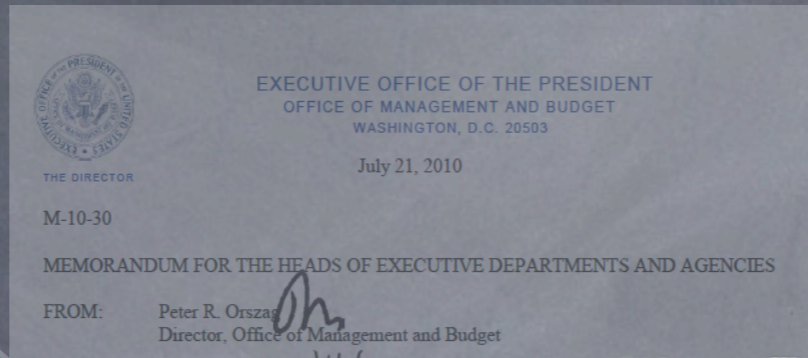 EXECUTIVE OFFICE OF THE PRESIDENT
OFFICE OF MANAGEMENT AND BUDGET
WASHINGTON, D.C. 20503
THE DIRECTOR
July 21, 2010
M-10-30
MEMORANDUM FOR THE HEADS OF EXECUTIVE DEPARTMENTS AND AGENCIES
FROM: Peter R. Orszag
Director, Office of Management and Budget